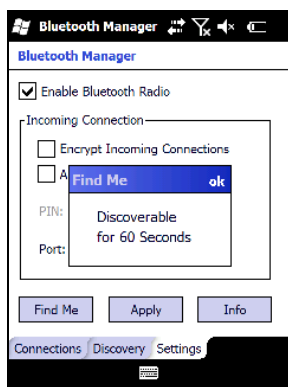 Bluetooth Manager
Bluetooth Manager
Enable Bluetooth Radio
Incoming Connection
Encrypt Incoming Connections
A
Find Me ok
PIN:
Discoverable
for 60 Seconds
Port:
Find Me Apply Info
Connections Discovery Settings